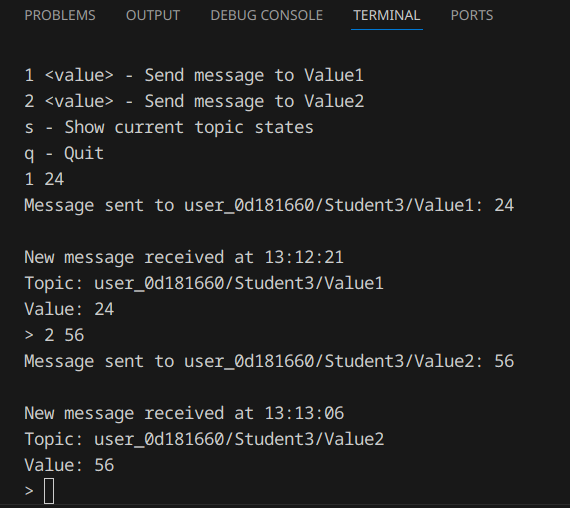 PROBLEMS OUTPUT DEBUG CONSOLE TERMINAL PORTS
1 <value> - Send message to Value1
2 <value> - Send message to Value2
s - Show current topic states
q - Quit
1 24
Message sent to user_0d181660/Student3/Value1: 24
New message received at 13:12:21
Topic: user_0d181660/Student3/Value1
Value: 24
> 2 56
Message sent to user_0d181660/Student3/Value2: 56
New message received at 13:13:06
Topic: user_0d181660/Student3/Value2
Value: 56
>